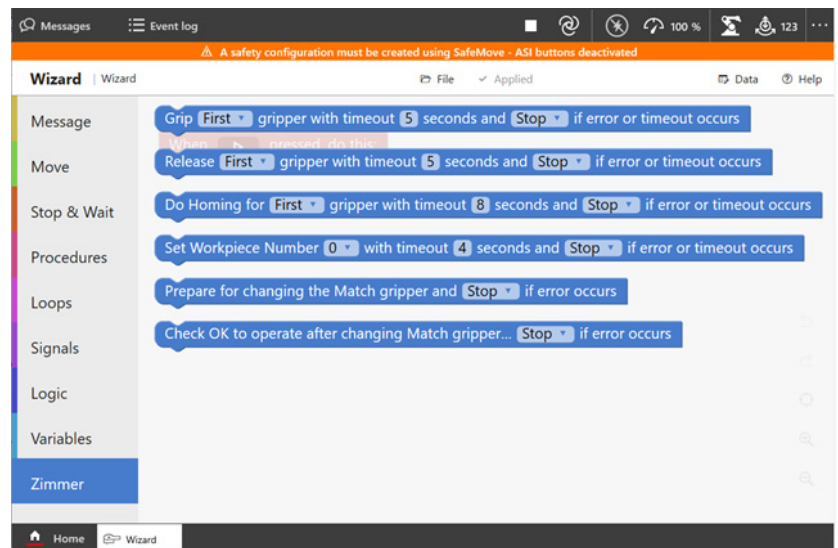 Messages Event log 100 % 123 ...
A safety configuration must be created using SafeMove - ASI buttons deactivated
Wizard | Wizard File Applied Data Help
Message
Move
Stop & Wait
Procedures
Loops
Signals
Logic
Variables
Zimmer
Grip First gripper with timeout 5 seconds and Stop if error or timeout occurs
When pressed, do this:
Release First gripper with timeout 5 seconds and Stop if error or timeout occurs
Do Homing for First gripper with timeout 8 seconds and Stop if error or timeout occurs
Set Workpiece Number 0 with timeout 4 seconds and Stop if error or timeout occurs
Prepare for changing the Match gripper and Stop if error occurs
Check OK to operate after changing Match gripper... Stop if error occurs
Home Wizard